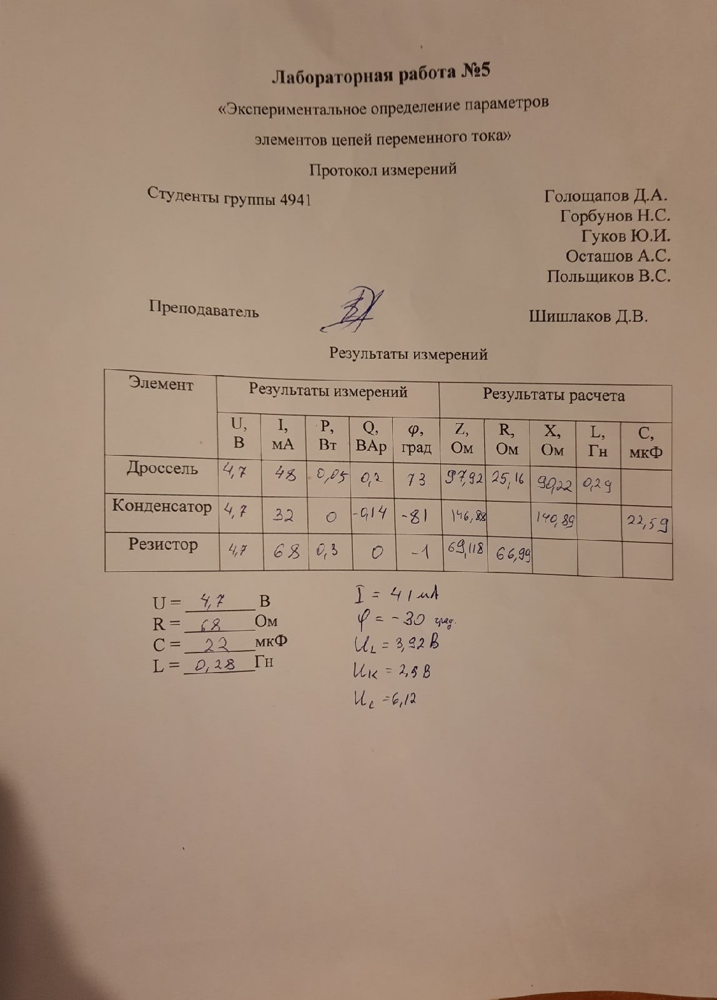 Лабораторная работа №5
«Экспериментальное определение параметров
элементов цепей переменного тока»
Протокол измерений
Студенты группы 4941
Голощапов Д.А.
Горбунов Н.С.
Гуков Ю.И.
Осташов А.С.
Польщиков В.С.
Преподаватель Шишлаков Д.В.
Результаты измерений
Элемент Результаты измерений Результаты расчета
U, В I, мА P, Вт Q, ВАр φ, град Z, Ом R, Ом X, Ом L, Гн C, мкФ
Дроссель 4,7 48 0,05 0,2 73 97,92 25,16 90,22 0,29
Конденсатор 4,7 32 0 -0,14 -81 146,88 140,89 22,59
Резистор 4,7 68 0,3 0 -1 69,118 66,99
U = 4,7 В
R = 68 Ом
C = 22 мкФ
L = 0,28 Гн
I = 41 мА
φ = -30 град.
UL = 3,92 В
UK = 2,8 В
Uc = 6,12